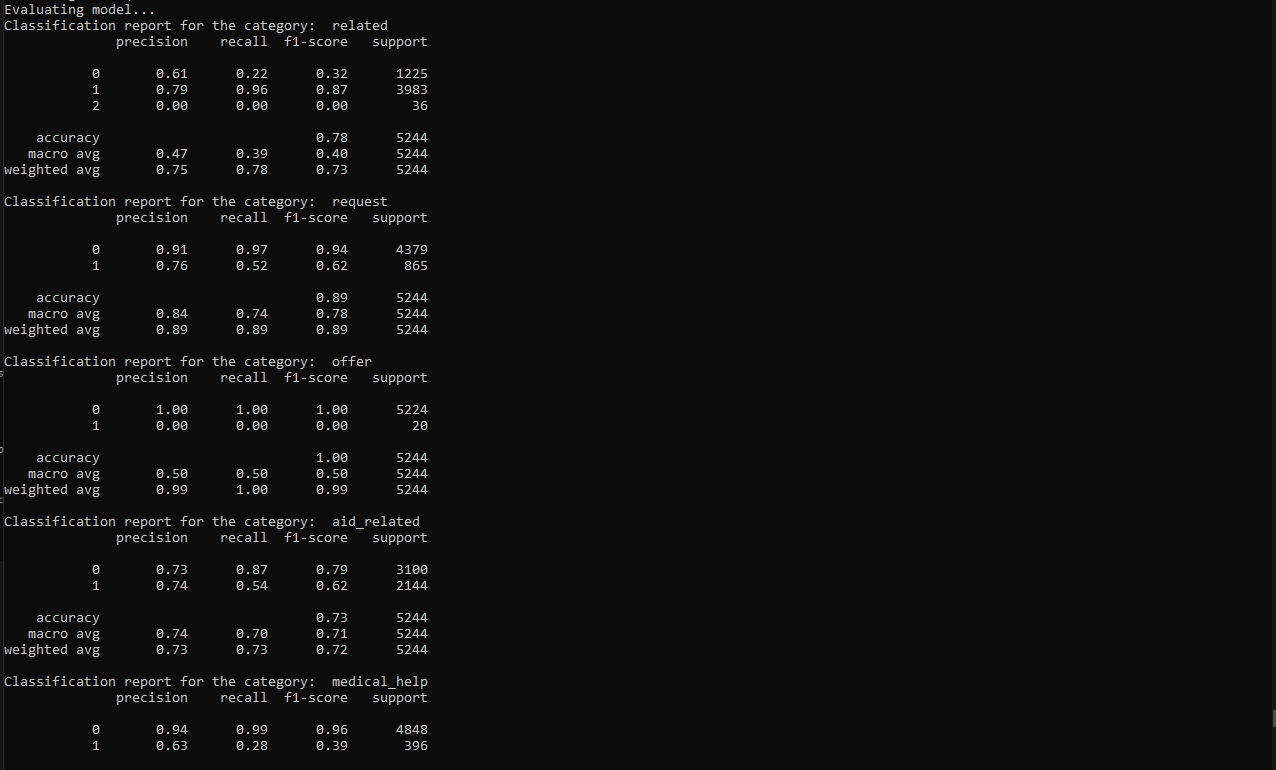 Evaluating model...
Classification report for the category:  related
              precision    recall  f1-score   support

           0       0.61      0.22      0.32      1225
           1       0.79      0.96      0.87      3983
           2       0.00      0.00      0.00        36

    accuracy                           0.78      5244
   macro avg       0.47      0.39      0.40      5244
weighted avg       0.75      0.78      0.73      5244

Classification report for the category:  request
              precision    recall  f1-score   support

           0       0.91      0.97      0.94      4379
           1       0.76      0.52      0.62       865

    accuracy                           0.89      5244
   macro avg       0.84      0.74      0.78      5244
weighted avg       0.89      0.89      0.89      5244

Classification report for the category:  offer
              precision    recall  f1-score   support

           0       1.00      1.00      1.00      5224
           1       0.00      0.00      0.00        20

    accuracy                           1.00      5244
   macro avg       0.50      0.50      0.50      5244
weighted avg       0.99      1.00      0.99      5244

Classification report for the category:  aid_related
              precision    recall  f1-score   support

           0       0.73      0.87      0.79      3100
           1       0.74      0.54      0.62      2144

    accuracy                           0.73      5244
   macro avg       0.74      0.70      0.71      5244
weighted avg       0.73      0.73      0.72      5244

Classification report for the category:  medical_help
              precision    recall  f1-score   support

           0       0.94      0.99      0.96      4848
           1       0.63      0.28      0.39       396